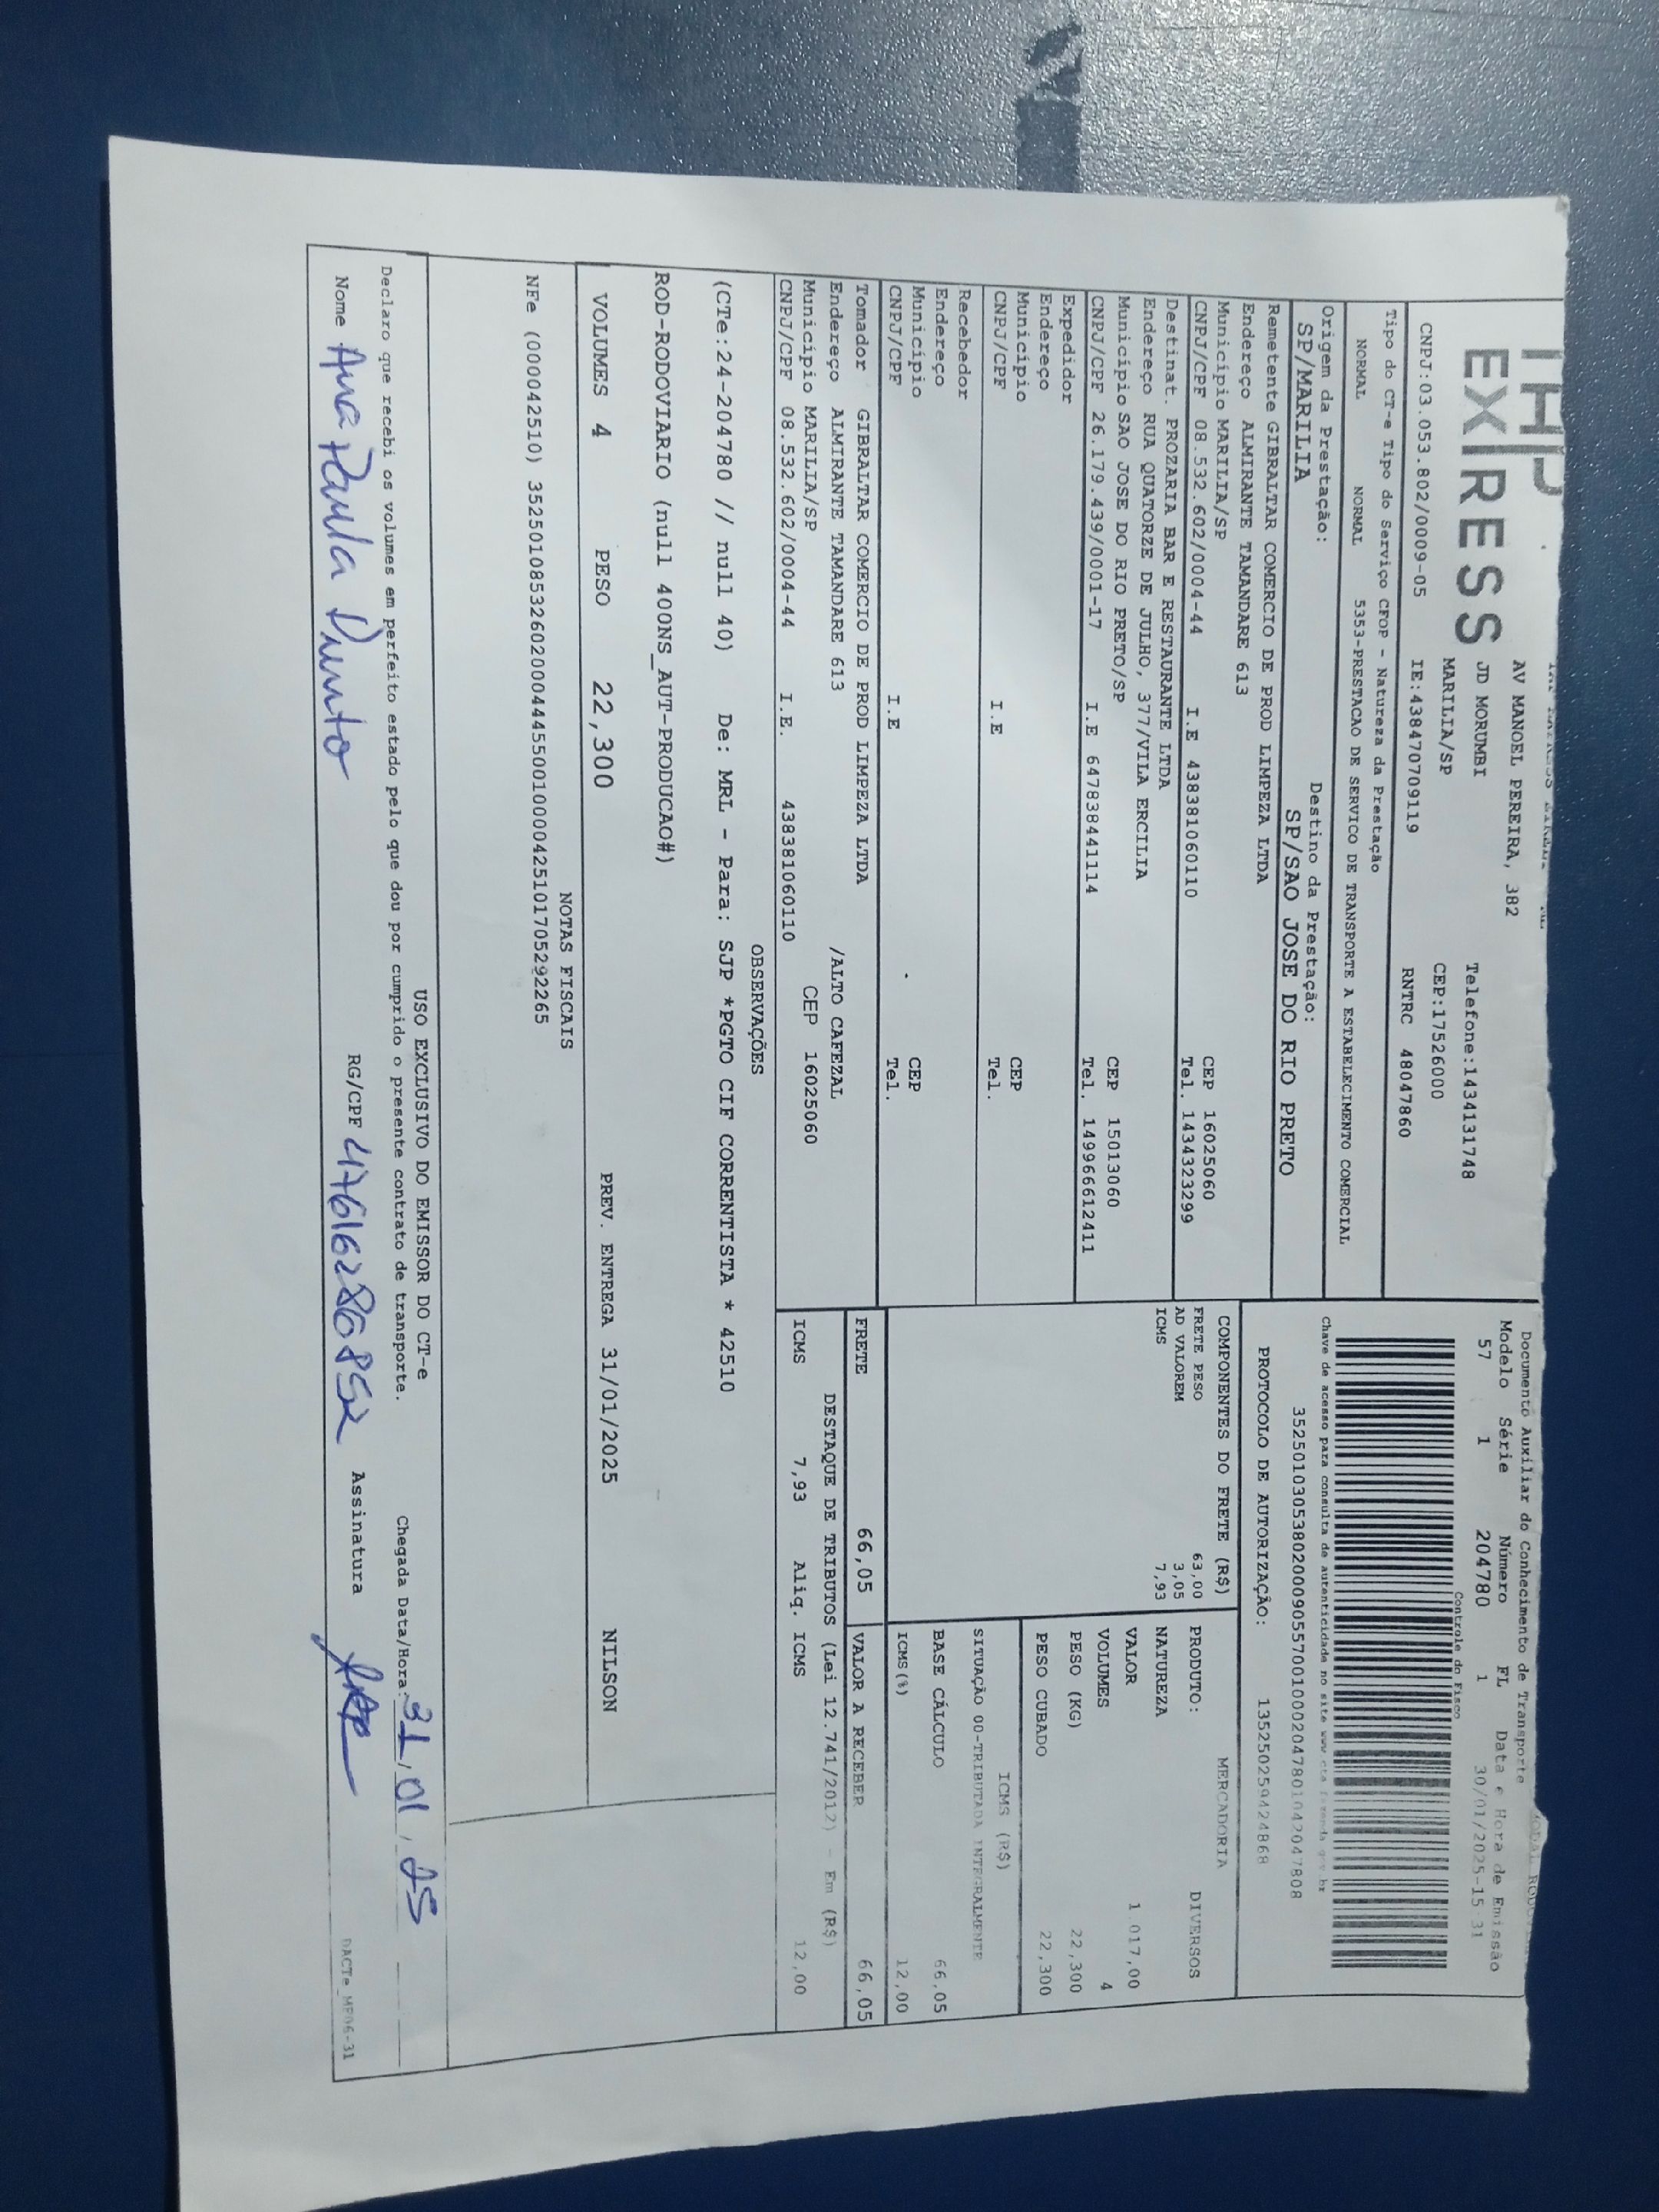 THP
EXPRESS
AV MANOEL PEREIRA, 382
JD MORUMBI
Telefone:1434131748
MARILIA/SP
CEP:17526000
CNPJ:03.053.802/0009-05
IE:438470709119
RNTRC 48047860
Tipo do CT-e Tipo do Serviço CFOP - Natureza da Prestação
NORMAL NORMAL 5353-PRESTACAO DE SERVICO DE TRANSPORTE A ESTABELECIMENTO COMERCIAL
Origem da Prestação: Destino da Prestação:
SP/MARILIA SP/SAO JOSE DO RIO PRETO
Remetente GIBRALTAR COMERCIO DE PROD LIMPEZA LTDA
Endereço ALMIRANTE TAMANDARE 613
Município MARILIA/SP CEP 16025060
CNPJ/CPF 08.532.602/0004-44 I.E 438381060110 Tel. 1434323299
Destinat. PROZARIA BAR E RESTAURANTE LTDA
Endereço RUA QUATORZE DE JULHO, 377/VILA ERCILIA
Município SAO JOSE DO RIO PRETO/SP CEP 15013060
CNPJ/CPF 26.179.439/0001-17 I.E 647838441114 Tel. 14996612411
Expedidor
Endereço
Município CEP
CNPJ/CPF I.E Tel.
Recebedor
Endereço
Município CEP
CNPJ/CPF I.E Tel.
Tomador GIBRALTAR COMERCIO DE PROD LIMPEZA LTDA
Endereço ALMIRANTE TAMANDARE 613 /ALTO CAFEZAL
Município MARILIA/SP CEP 16025060
CNPJ/CPF 08.532.602/0004-44 I.E. 438381060110
Documento Auxiliar do Conhecimento de Transporte
Modelo Série Número FL Data e Hora de Emissão
57 1 204780 1 30/01/2025-15 31
Controle do Fisco
Chave de acesso para consulta de autenticidade no site www cte fazenda gov br
35250103053802000905570010002047801042047808
PROTOCOLO DE AUTORIZAÇÃO: 135250259424868
COMPONENTES DO FRETE (R$)
FRETE PESO 63,00
AD VALOREM 3,05
ICMS 7,93
MERCADORIA
PRODUTO: DIVERSOS
NATUREZA
VALOR 1.017,00
VOLUMES 4
PESO (KG) 22,300
PESO CUBADO 22,300
ICMS (R$)
SITUAÇÃO 00-TRIBUTADA INTEGRALMENTE
BASE CÁLCULO 66,05
ICMS(%) 12,00
FRETE 66,05 VALOR A RECEBER 66,05
DESTAQUE DE TRIBUTOS (Lei 12.741/2012) - Em (R$)
ICMS 7,93 Aliq. ICMS 12,00
OBSERVAÇÕES
(CTe:24-204780 // null 40) De: MRL - Para: SJP *PGTO CIF CORRENTISTA * 42510
ROD-RODOVIARIO (null 400NS_AUT-PRODUCAO#)
VOLUMES 4 PESO 22,300 PREV. ENTREGA 31/01/2025 NILSON
NOTAS FISCAIS
NFe (000042510) 35250108532602000444550010000425101705292265
USO EXCLUSIVO DO EMISSOR DO CT-e
Declaro que recebi os volumes em perfeito estado pelo que dou por cumprido o presente contrato de transporte. Chegada Data/Hora: 31/01/25
Nome Ana Paula RG/CPF Assinatura
DACTe MF06-31